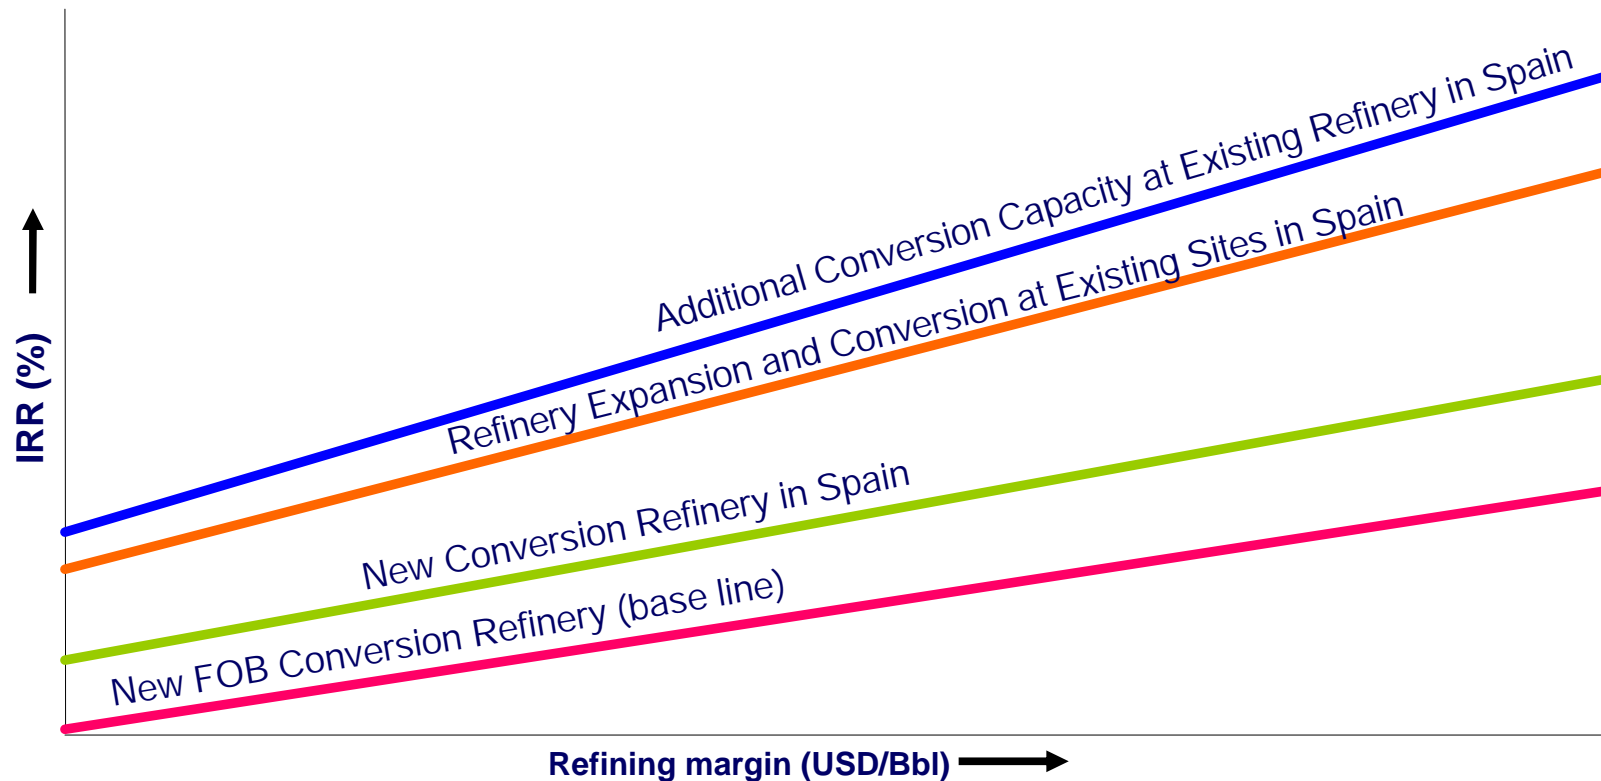 Additional Conversion Capacity at Existing Refinery in Spain
Refinery Expansion and Conversion at Existing Sites in Spain
New Conversion Refinery in Spain
New FOB Conversion Refinery (base line)
IRR (%)
Refining margin (USD/Bbl)